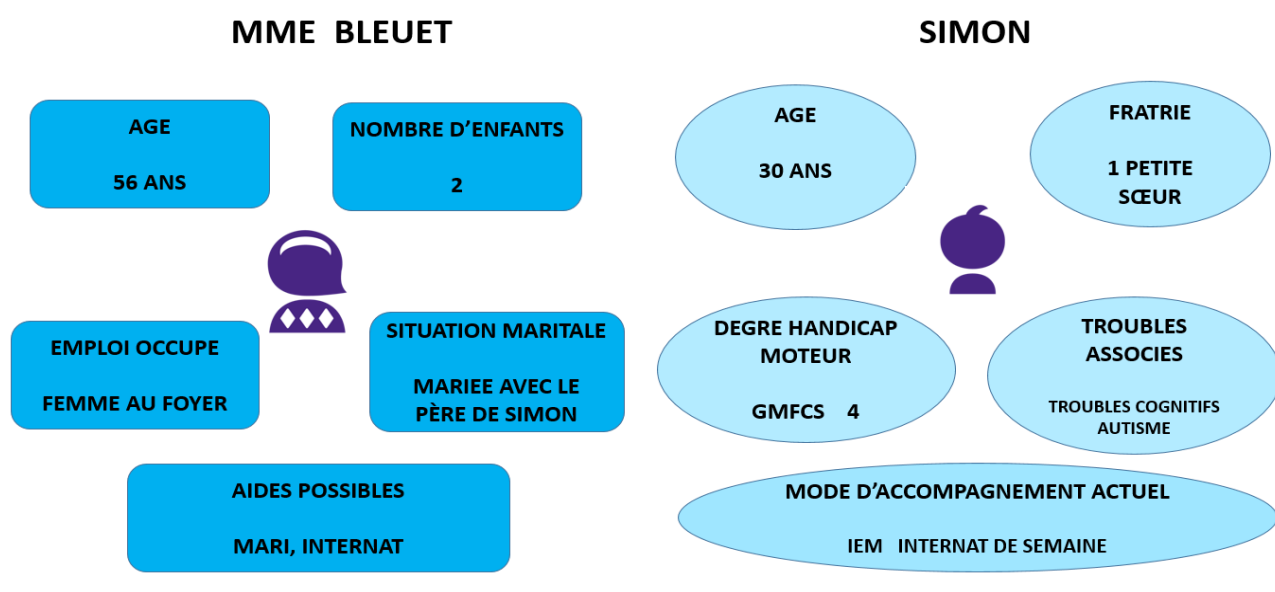 MME BLEUET
AGE
56 ANS
NOMBRE D'ENFANTS
2
EMPLOI OCCUPE
FEMME AU FOYER
SITUATION MARITALE
MARIEE AVEC LE
PÈRE DE SIMON
AIDES POSSIBLES
MARI, INTERNAT
SIMON
AGE
30 ANS
FRATRIE
1 PETITE
SŒUR
DEGRE HANDICAP
MOTEUR
GMFCS 4
TROUBLES
ASSOCIES
TROUBLES COGNITIFS
AUTISME
MODE D'ACCOMPAGNEMENT ACTUEL
IEM INTERNAT DE SEMAINE